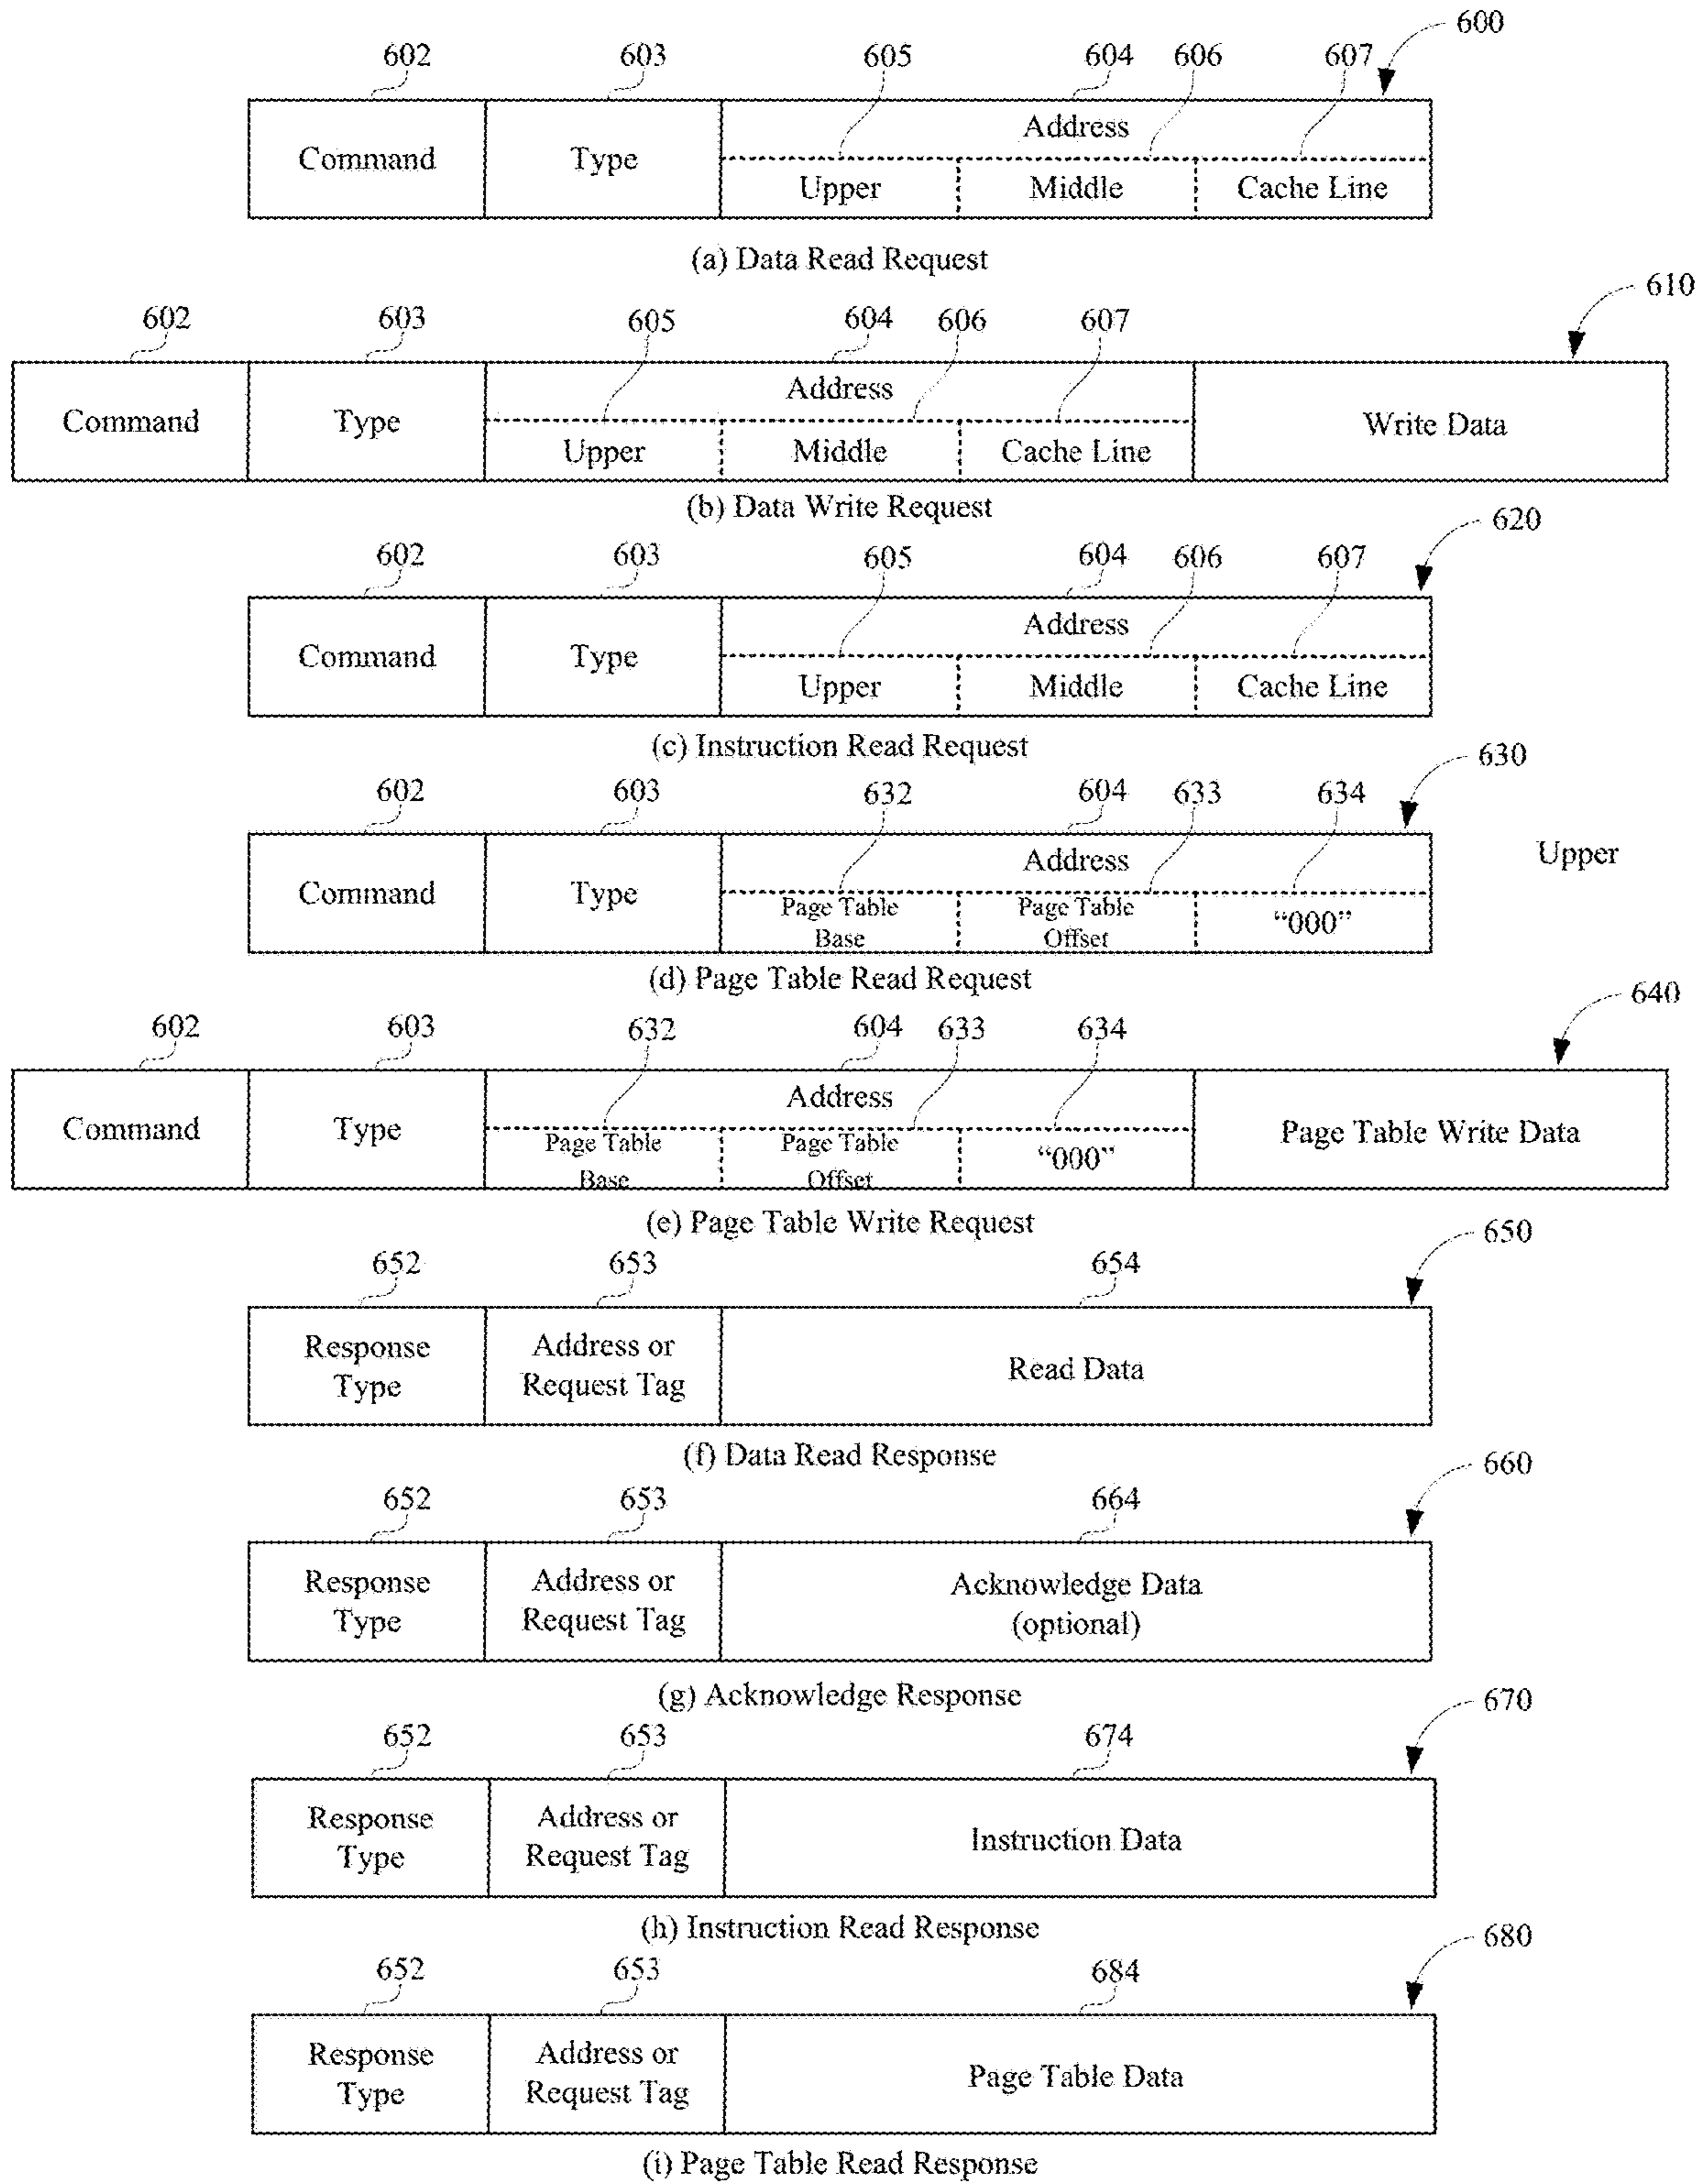 600
602 603 605 604 606 607
Command Type Address
Upper Middle Cache Line
(a) Data Read Request
610
602 603 605 604 606 607
Command Type Address Write Data
Upper Middle Cache Line
(b) Data Write Request
620
602 603 605 604 606 607
Command Type Address
Upper Middle Cache Line
(c) Instruction Read Request
630
602 603 632 604 633 634
Command Type Address
Page Table Base Page Table Offset “000”
Upper
(d) Page Table Read Request
640
602 603 632 604 633 634
Command Type Address Page Table Write Data
Page Table Base Page Table Offset “000”
(e) Page Table Write Request
650
652 653 654
Response Type Address or Request Tag Read Data
(f) Data Read Response
660
652 653 664
Response Type Address or Request Tag Acknowledge Data (optional)
(g) Acknowledge Response
670
652 653 674
Response Type Address or Request Tag Instruction Data
(h) Instruction Read Response
680
652 653 684
Response Type Address or Request Tag Page Table Data
(i) Page Table Read Response